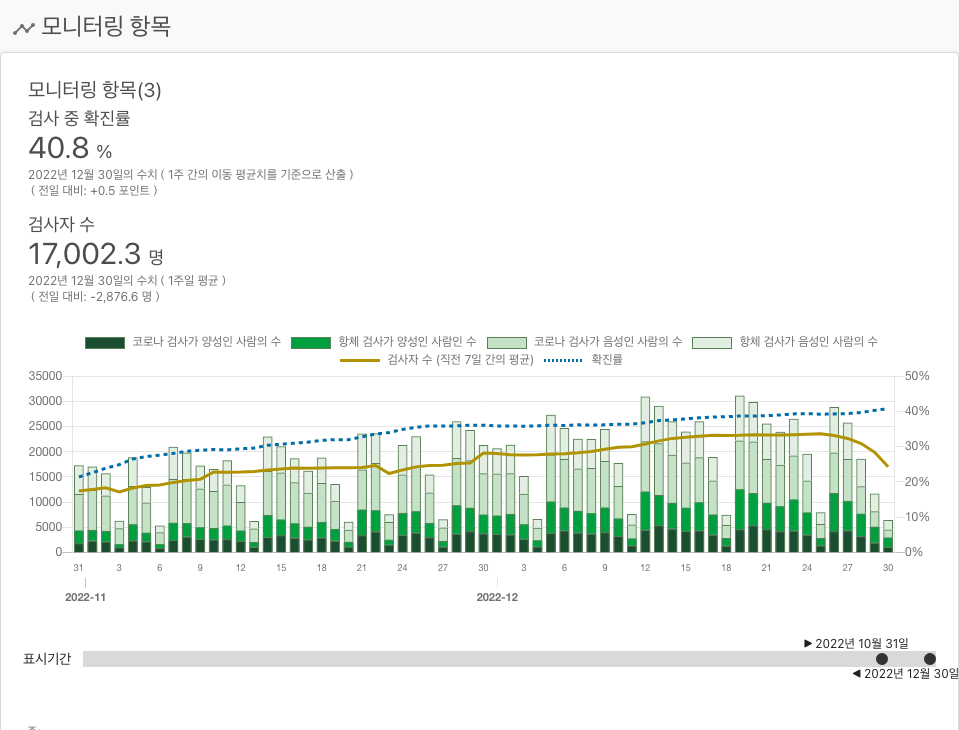 모니터링 항목
모니터링 항목(3)
검사 중 확진률
40.8 %
2022년 12월 30일의 수치 ( 1주 간의 이동 평균치를 기준으로 산출 )
( 전일 대비: +0.5 포인트 )
검사자 수
17,002.3 명
2022년 12월 30일의 수치 ( 1주일 평균 )
( 전일 대비: -2,876.6 명 )
코로나 검사가 양성인 사람의 수 항체 검사가 양성인 사람인 수 코로나 검사가 음성인 사람의 수 항체 검사가 음성인 사람의 수
검사자 수 (직전 7일 간의 평균) 확진률
35000 50%
30000 40%
25000
20000 30%
15000 20%
10000
5000 10%
0 0%
31 3 6 9 12 15 18 21 24 27 30 3 6 9 12 15 18 21 24 27 30
2022-11 2022-12
▶ 2022년 10월 31일
표시기간
◀ 2022년 12월 30일